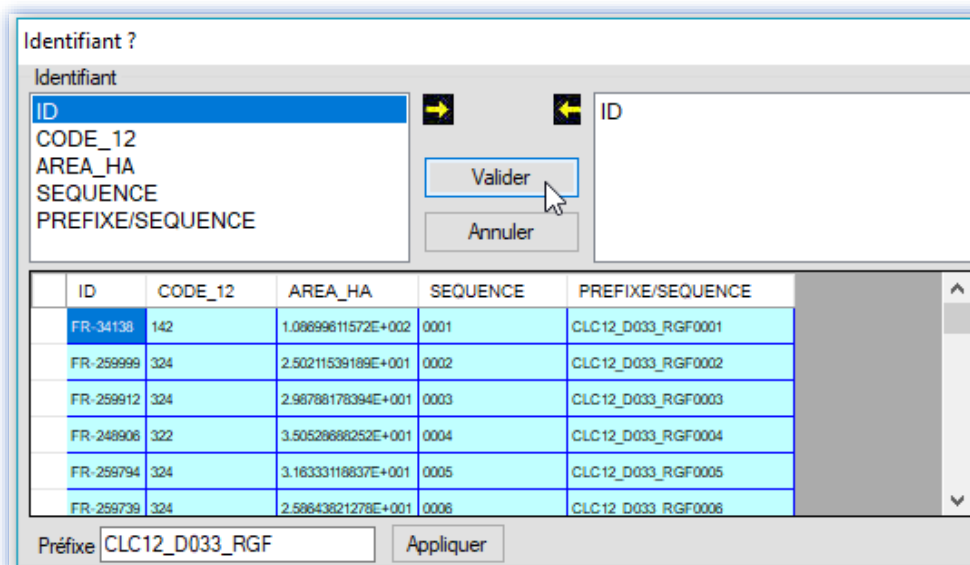 Identifiant ?
Identifiant
ID
CODE_12
AREA_HA
SEQUENCE
PREFIXE/SEQUENCE
ID
Valider
Annuler
ID CODE_12 AREA_HA SEQUENCE PREFIXE/SEQUENCE
FR-34138 142 1.08699611572E+002 0001 CLC12_D033_RGF0001
FR-259999 324 2.50211539189E+001 0002 CLC12_D033_RGF0002
FR-259912 324 2.98788178394E+001 0003 CLC12_D033_RGF0003
FR-248906 322 3.50528688252E+001 0004 CLC12_D033_RGF0004
FR-259794 324 3.16333118837E+001 0005 CLC12_D033_RGF0005
FR-259739 324 2.58643821278E+001 0006 CLC12_D033_RGF0006
Préfixe CLC12_D033_RGF Appliquer